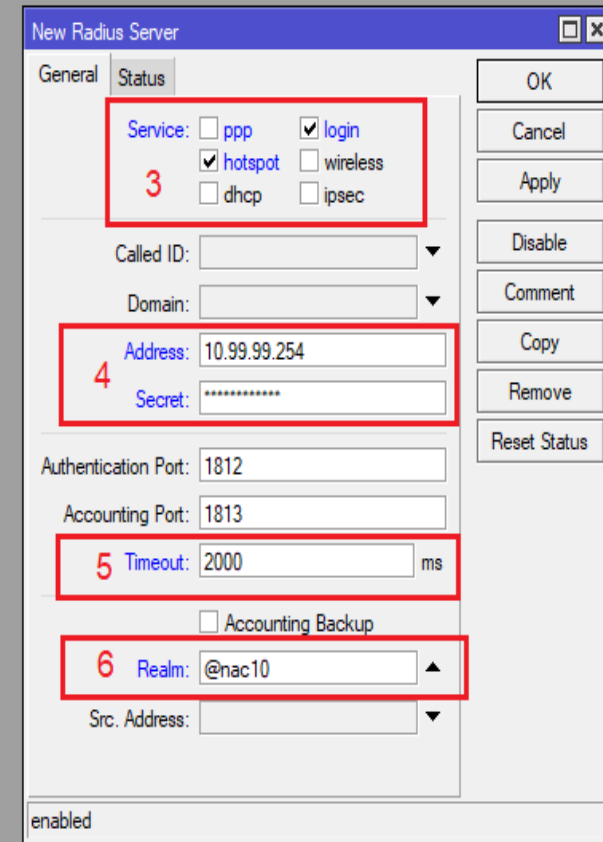 New Radius Server
General Status
Service: ppp login
hotspot wireless
3
dhcp ipsec
Called ID:
Domain:
4
Address: 10.99.99.254
Secret: ************
Authentication Port: 1812
Accounting Port: 1813
5 Timeout: 2000 ms
Accounting Backup
6 Realm: @nac10
Src. Address:
enabled
OK
Cancel
Apply
Disable
Comment
Copy
Remove
Reset Status